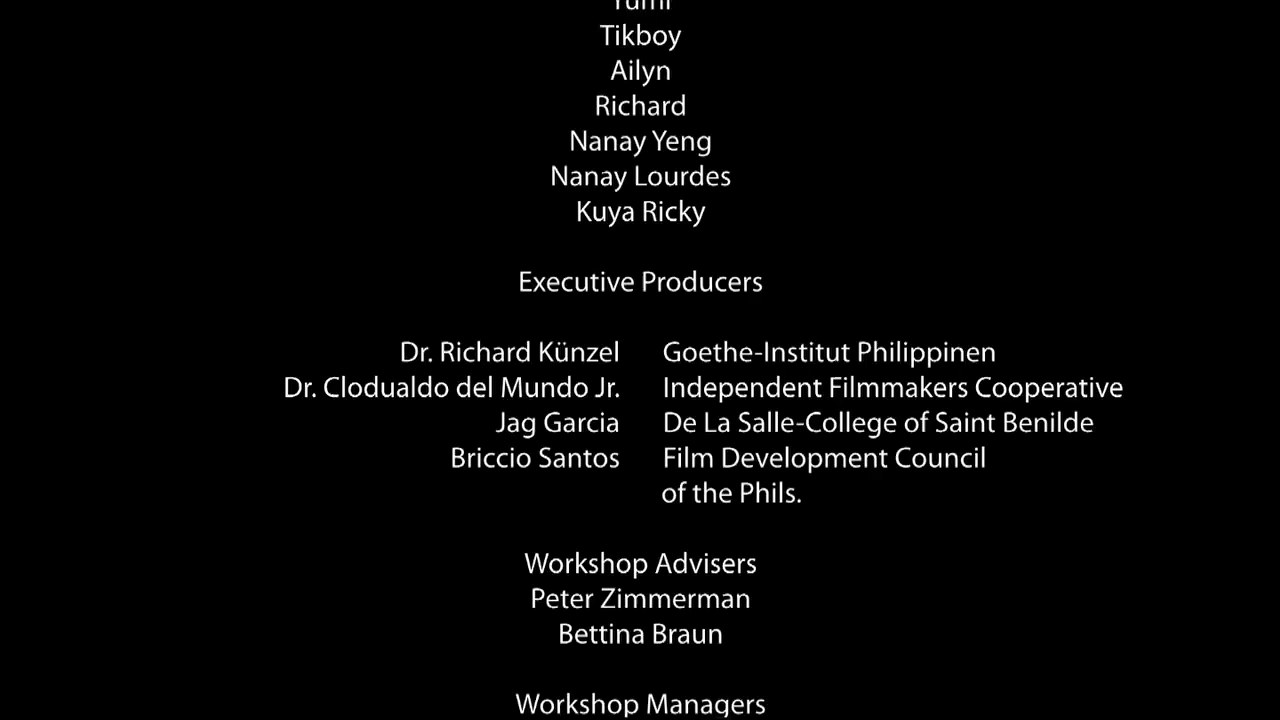 Yumi
Tikboy
Ailyn
Richard
Nanay Yeng
Nanay Lourdes
Kuya Ricky
Executive Producers
Dr. Richard Künzel Goethe-Institut Philippinen
Dr. Clodualdo del Mundo Jr. Independent Filmmakers Cooperative
Jag Garcia De La Salle-College of Saint Benilde
Briccio Santos Film Development Council
of the Phils.
Workshop Advisers
Peter Zimmerman
Bettina Braun
Workshop Managers